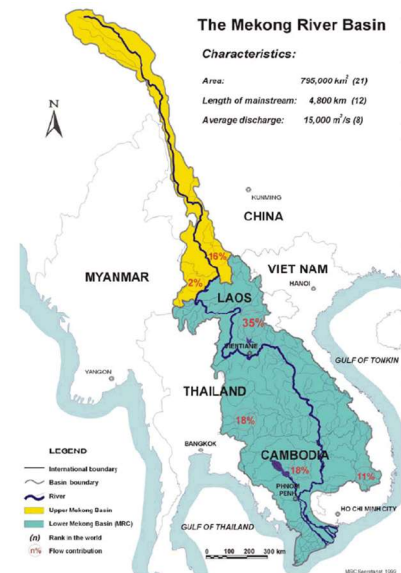 The Mekong River Basin
Characteristics:
Area: 795,000 km² (21)
Length of mainstream: 4,800 km (12)
Average discharge: 15,000 m³/s (8)
N
KUNMING
CHINA
16%
MYANMAR
2%
VIET NAM
HANOI
LAOS
35%
VIENTIANE
GULF OF TONKIN
YANGON
THAILAND
18%
BANGKOK
CAMBODIA
18%
11%
PHNOM
PENH
HO CHI MINH CITY
GULF OF THAILAND
LEGEND
International boundary
Basin boundary
River
Upper Mekong Basin
Lower Mekong Basin (MRC)
(n) Rank in the world
n% Flow contribution
0 100 200 300 km